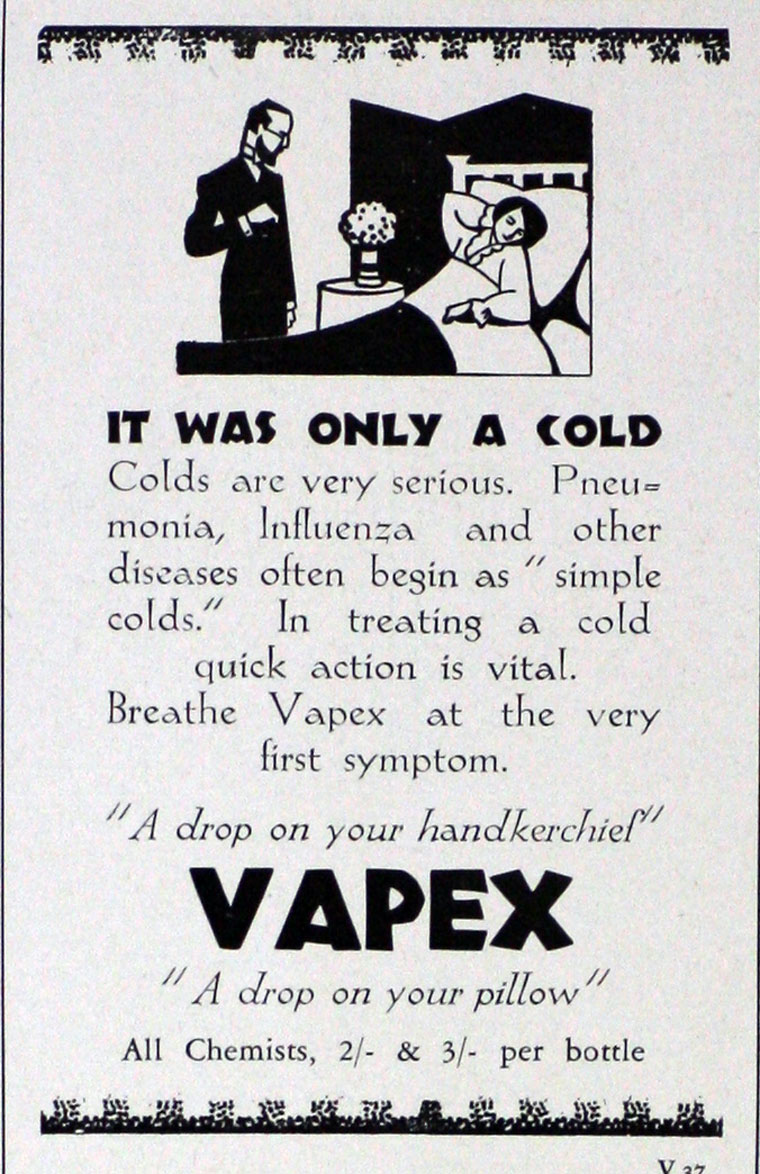 IT WAS ONLY A COLD
Colds are very serious. Pneu=
monia, Influenza and other
diseases often begin as "simple
colds." In treating a cold
quick action is vital.
Breathe Vapex at the very
first symptom.
"A drop on your handkerchief"
VAPEX
"A drop on your pillow"
All Chemists, 2/- & 3/- per bottle
V 37